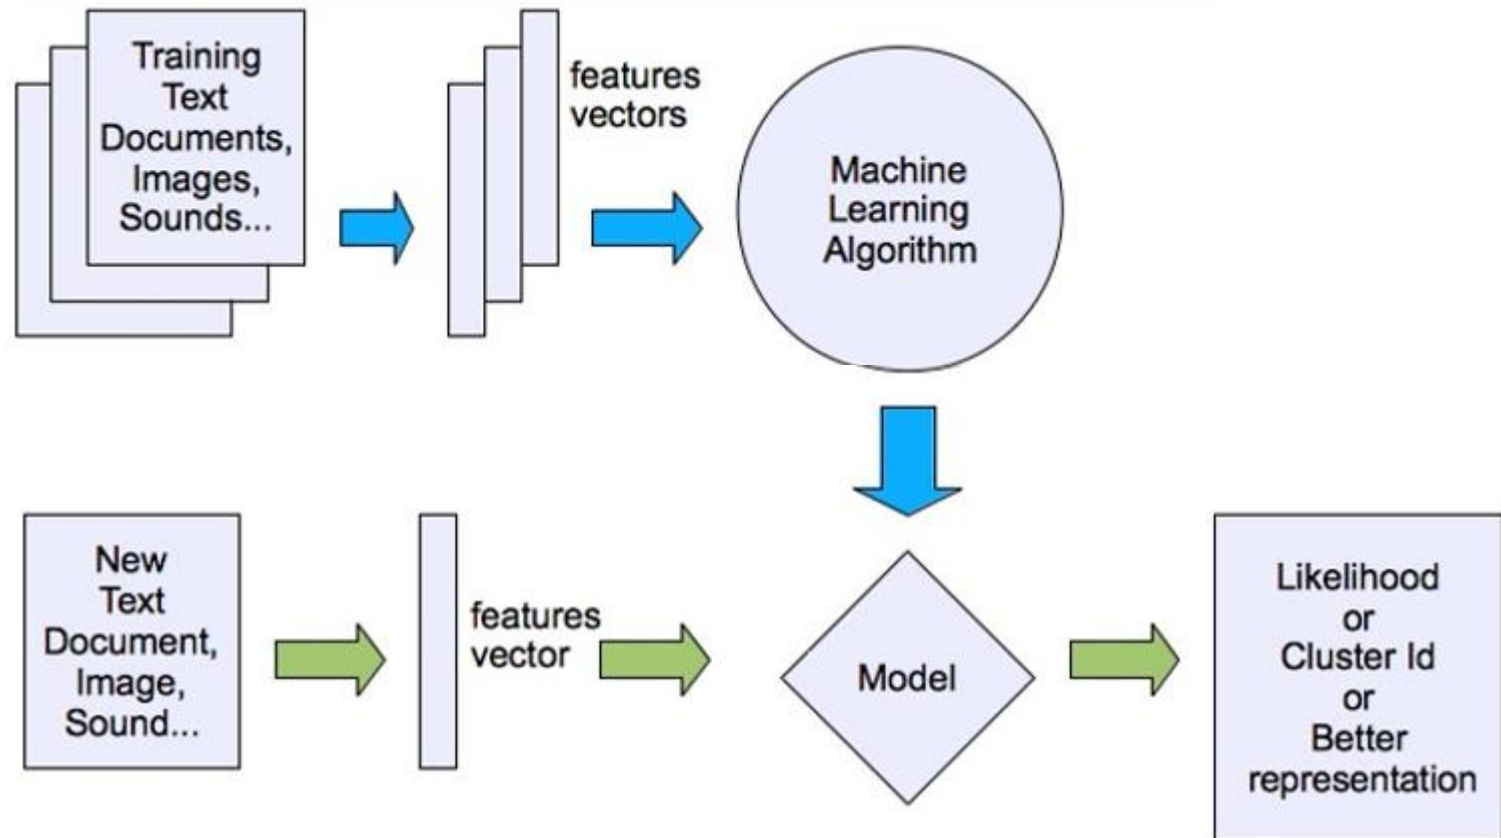 Training
Text
Documents,
Images,
Sounds...
features
vectors
Machine
Learning
Algorithm
New
Text
Document,
Image,
Sound...
features
vector
Model
Likelihood
or
Cluster Id
or
Better
representation